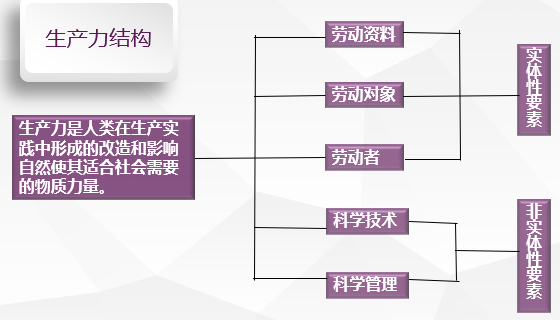 生产力结构
生产力是人类在生产实
践中形成的改造和影响
自然使其适合社会需要
的物质力量。
劳动资料
劳动对象
劳动者
科学技术
科学管理
实体性要素
非实体性要素